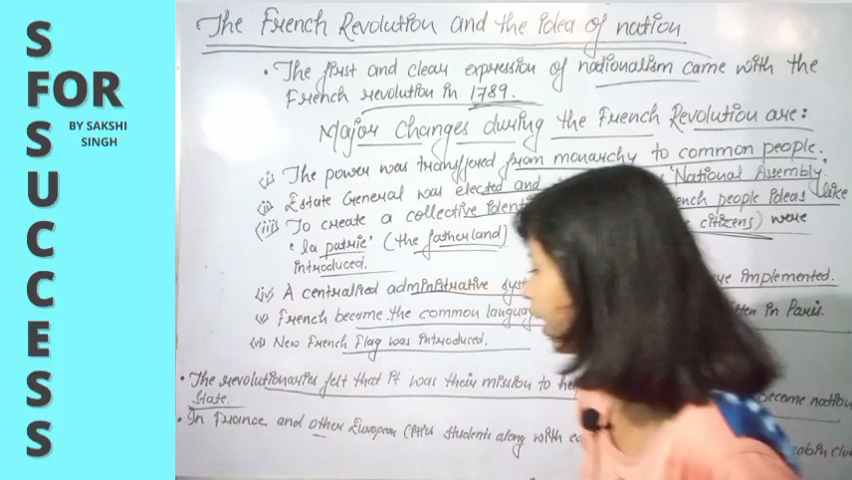 S FOR SUCCESS
BY SAKSHI
SINGH
The French Revolution and the idea of nation
• The first and clear expression of nationalism came with the
French revolution in 1789.
Major Changes during the French Revolution are:
(i) The power was transferred from monarchy to common people.
(ii) Estate General was elected and National Assembly.
(iii) To create a collective people ideas like
'la patrie' (the fatherland) citizens) were
introduced.
(iv) A centralised administrative implemented.
(v) French became the common in Paris.
(vi) New French Flag was introduced.
• The revolutionaries felt that it was their mission to become nation
state.
• In France and other European cities students along with